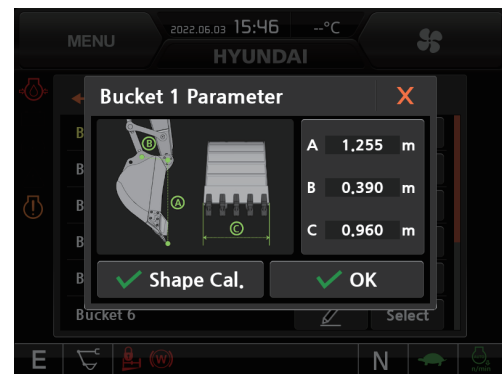 2022.06.03 15:46 --°C
MENU
HYUNDAI
Bucket 1 Parameter X
B
A 1.255 m
B
B
A
B 0.390 m
B
C
C 0.960 m
B
B
Shape Cal. OK
Bucket 6 Select
E C (W) N n/min